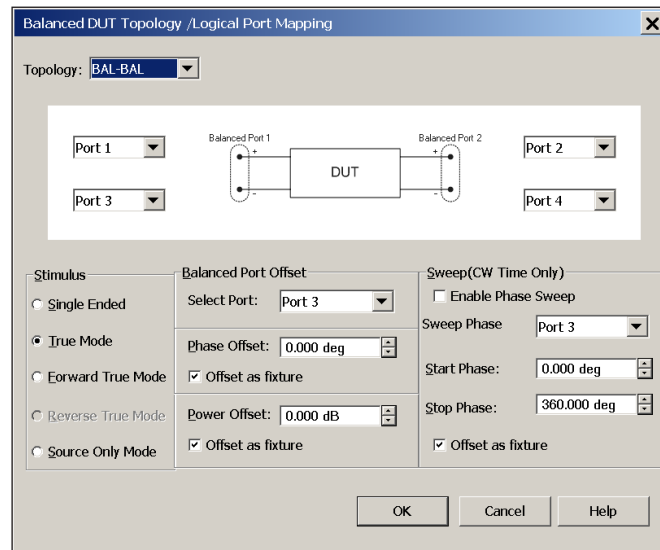 Balanced DUT Topology /Logical Port Mapping
Topology: BAL-BAL
Balanced Port 1 Balanced Port 2
Port 1 + + Port 2
DUT
Port 3 - - Port 4
Stimulus
Single Ended
True Mode
Forward True Mode
Reverse True Mode
Source Only Mode
Balanced Port Offset
Select Port: Port 3
Phase Offset: 0.000 deg
Offset as fixture
Power Offset: 0.000 dB
Offset as fixture
Sweep(CW Time Only)
Enable Phase Sweep
Sweep Phase Port 3
Start Phase: 0.000 deg
Stop Phase: 360.000 deg
Offset as fixture
OK Cancel Help